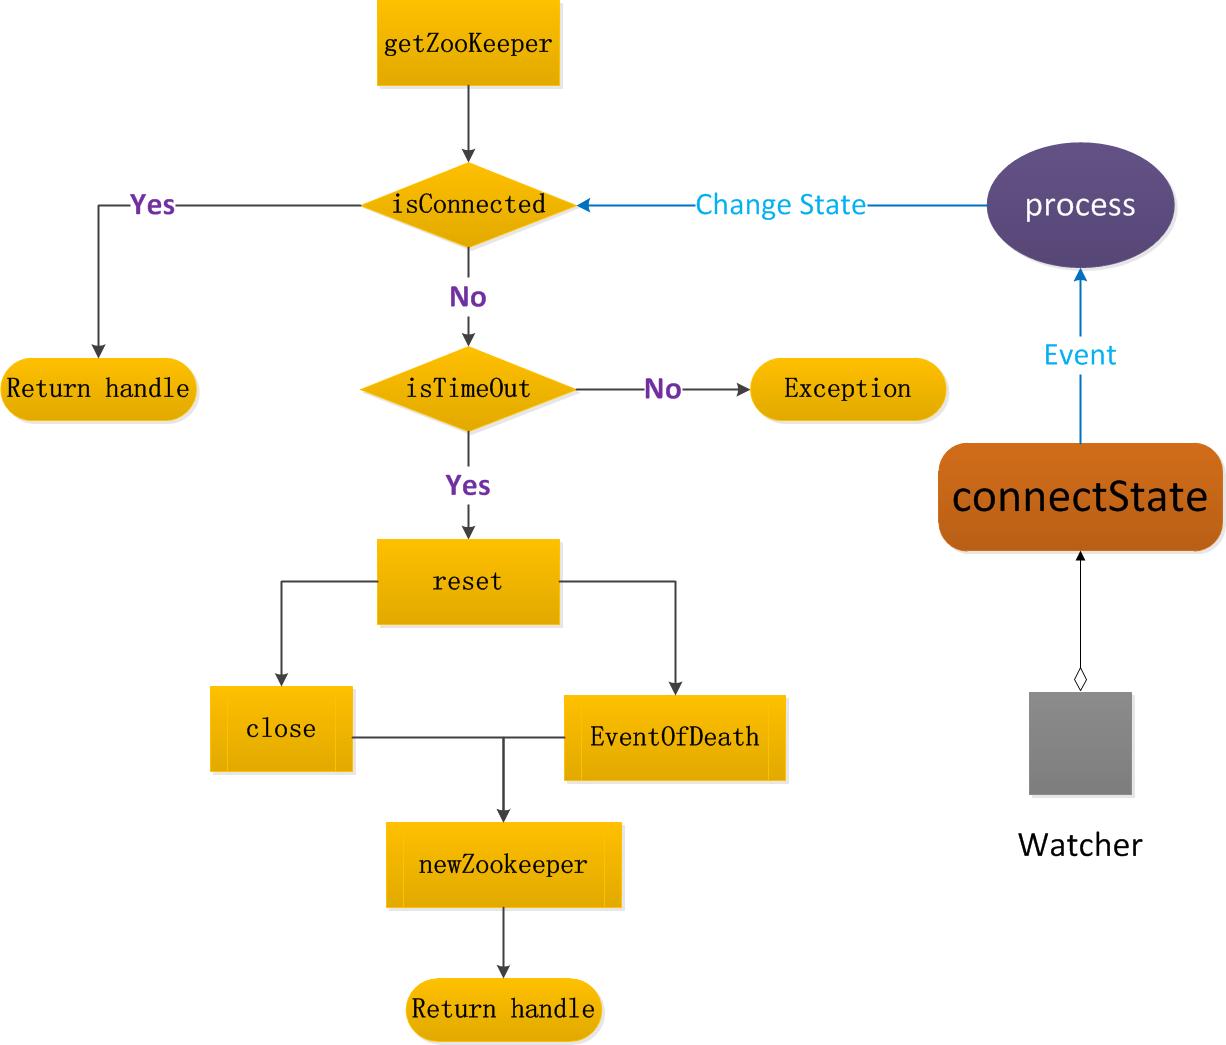 getZooKeeper
isConnected
Yes
Change State
process
No
Event
Return handle
isTimeOut
No
Exception
Yes
connectState
reset
close
EventOfDeath
newZookeeper
Watcher
Return handle